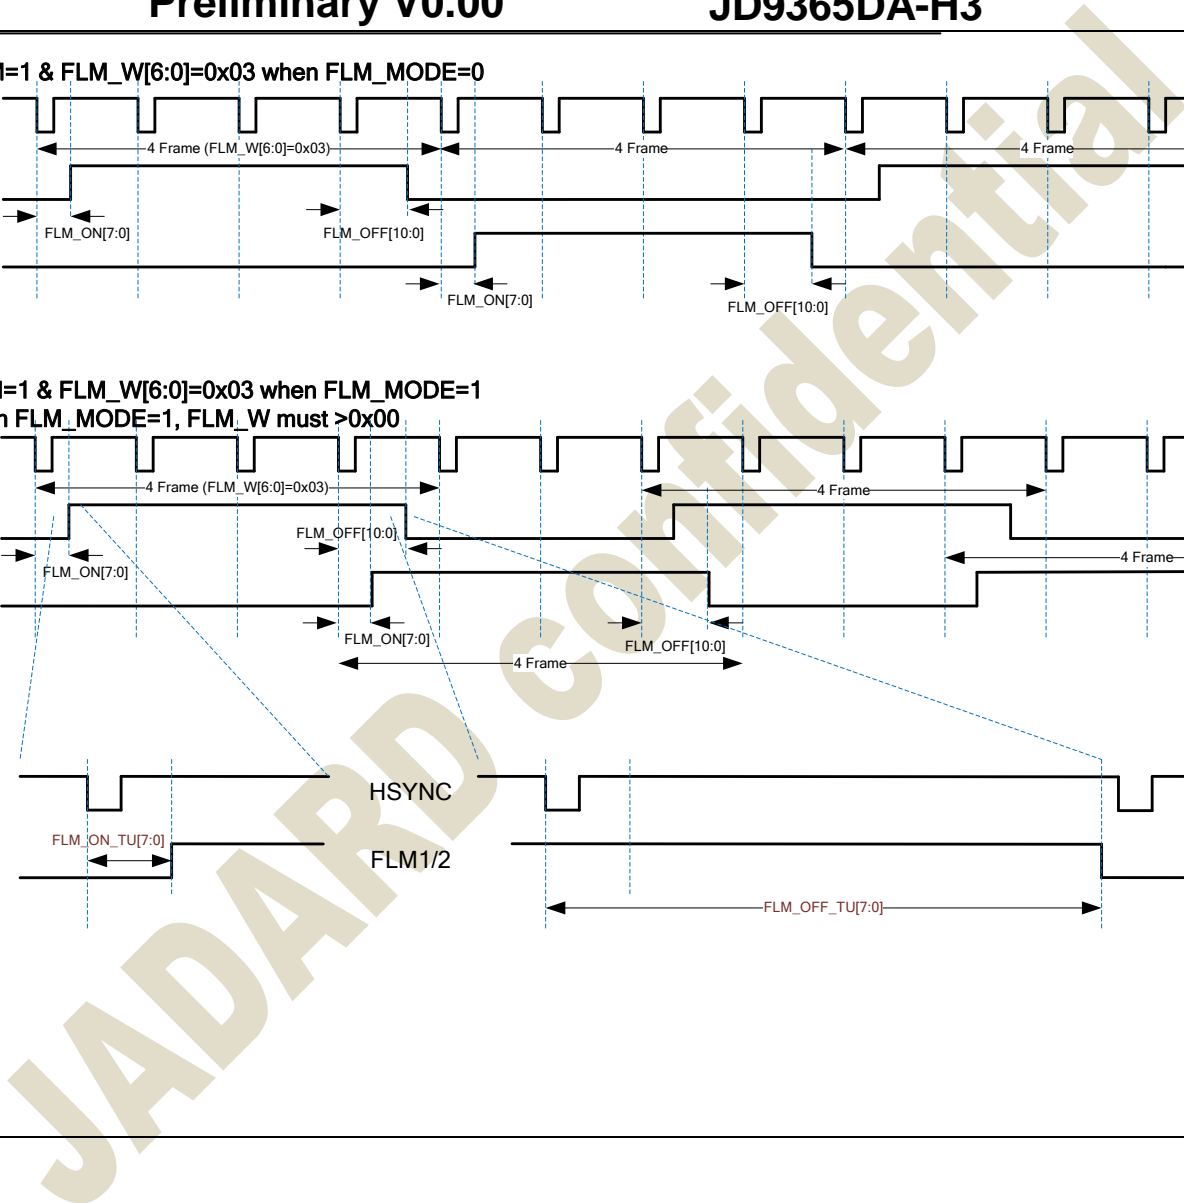 Preliminary V0.00
JD9365DA-H3
=1 & FLM_W[6:0]=0x03 when FLM_MODE=0
4 Frame (FLM_W[6:0]=0x03)
4 Frame
4 Frame
FLM_ON[7:0]
FLM_OFF[10:0]
FLM_ON[7:0]
FLM_OFF[10:0]
=1 & FLM_W[6:0]=0x03 when FLM_MODE=1
FLM_MODE=1, FLM_W must >0x00
4 Frame (FLM_W[6:0]=0x03)
4 Frame
FLM_OFF[10:0]
4 Frame
FLM_ON[7:0]
FLM_ON[7:0]
FLM_OFF[10:0]
4 Frame
HSYNC
FLM_ON_TU[7:0]
FLM1/2
FLM_OFF_TU[7:0]
JADARD confidential